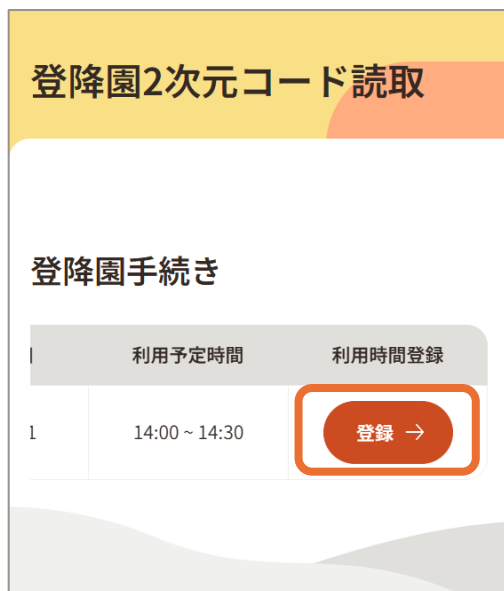 登降園2次元コード読取
登降園手続き
利用予定時間 利用時間登録
1 14:00 ~ 14:30 登録 →